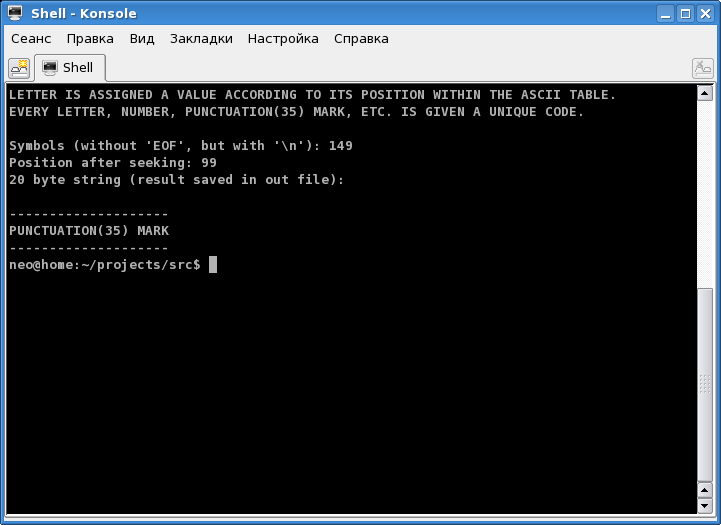 Shell - Konsole
Сеанс Правка Вид Закладки Настройка Справка
Shell
LETTER IS ASSIGNED A VALUE ACCORDING TO ITS POSITION WITHIN THE ASCII TABLE.
EVERY LETTER, NUMBER, PUNCTUATION(35) MARK, ETC. IS GIVEN A UNIQUE CODE.
Symbols (without 'EOF', but with '\n'): 149
Position after seeking: 99
20 byte string (result saved in out file):
--------------------
PUNCTUATION(35) MARK
--------------------
neo@home:~/projects/src$